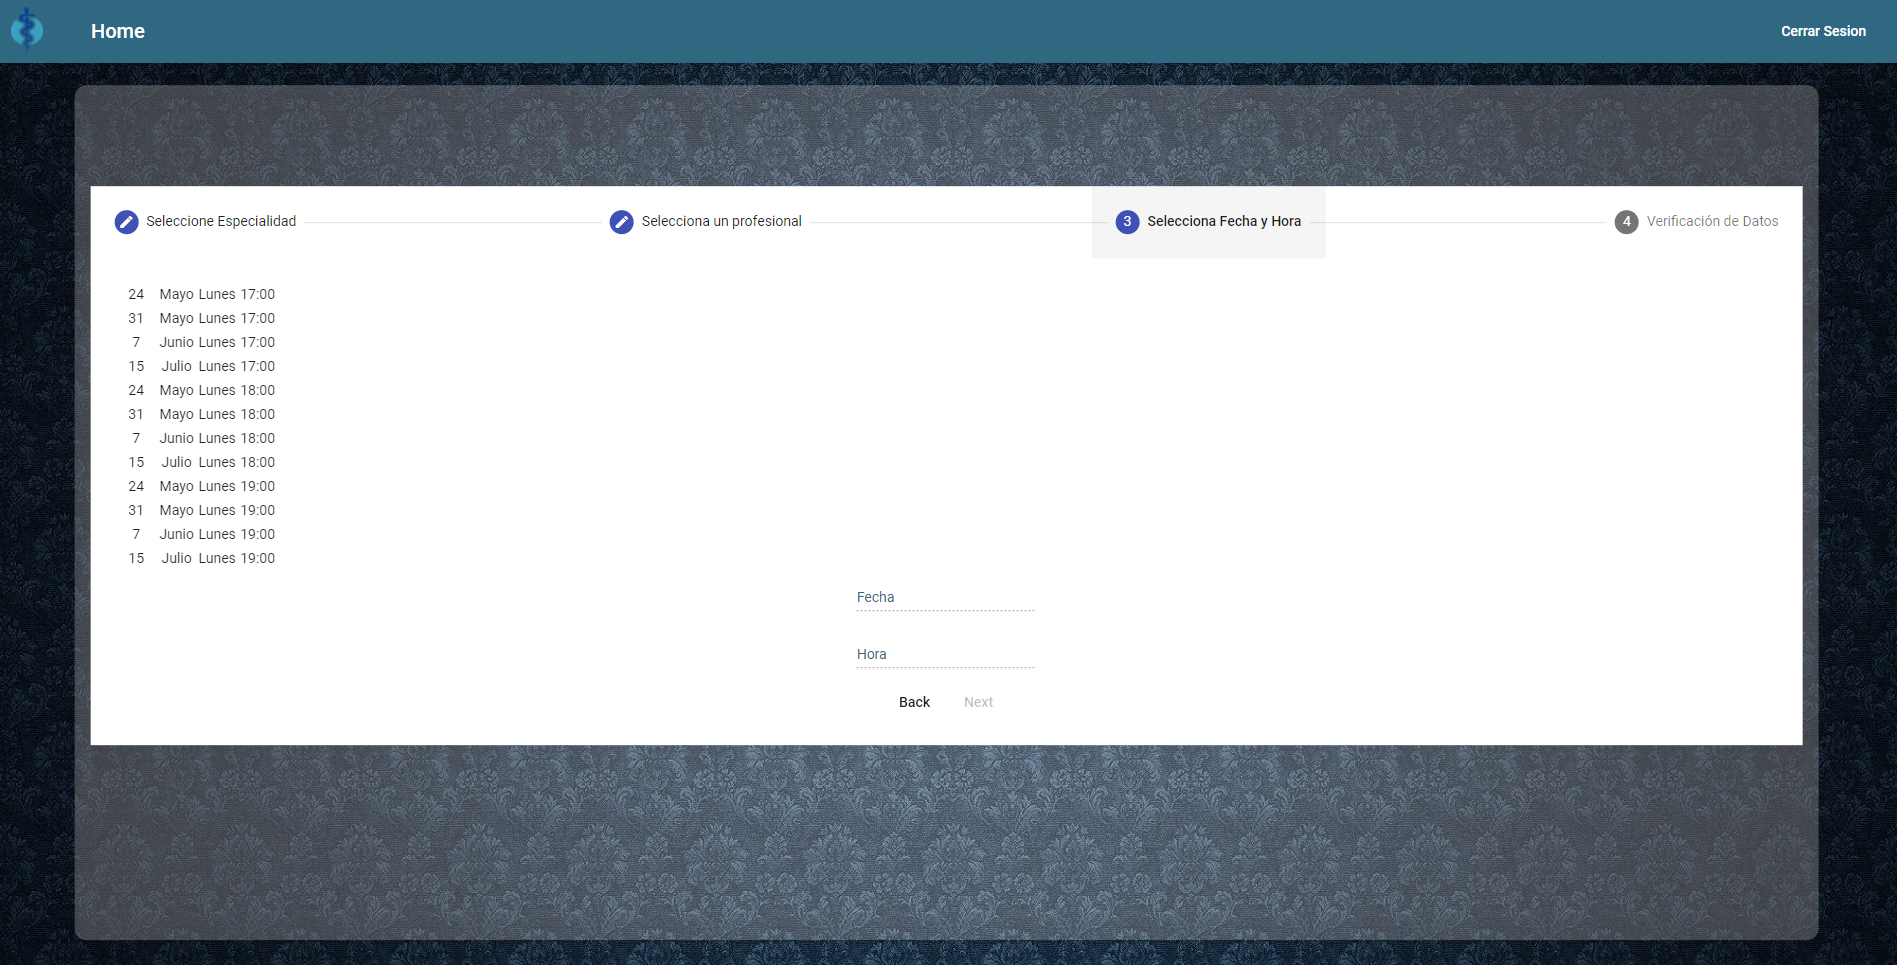 Home
Cerrar Sesion
Seleccione Especialidad
Selecciona un profesional
3 Selecciona Fecha y Hora
4 Verificación de Datos
24 Mayo Lunes 17:00
31 Mayo Lunes 17:00
7 Junio Lunes 17:00
15 Julio Lunes 17:00
24 Mayo Lunes 18:00
31 Mayo Lunes 18:00
7 Junio Lunes 18:00
15 Julio Lunes 18:00
24 Mayo Lunes 19:00
31 Mayo Lunes 19:00
7 Junio Lunes 19:00
15 Julio Lunes 19:00
Fecha
Hora
Back Next